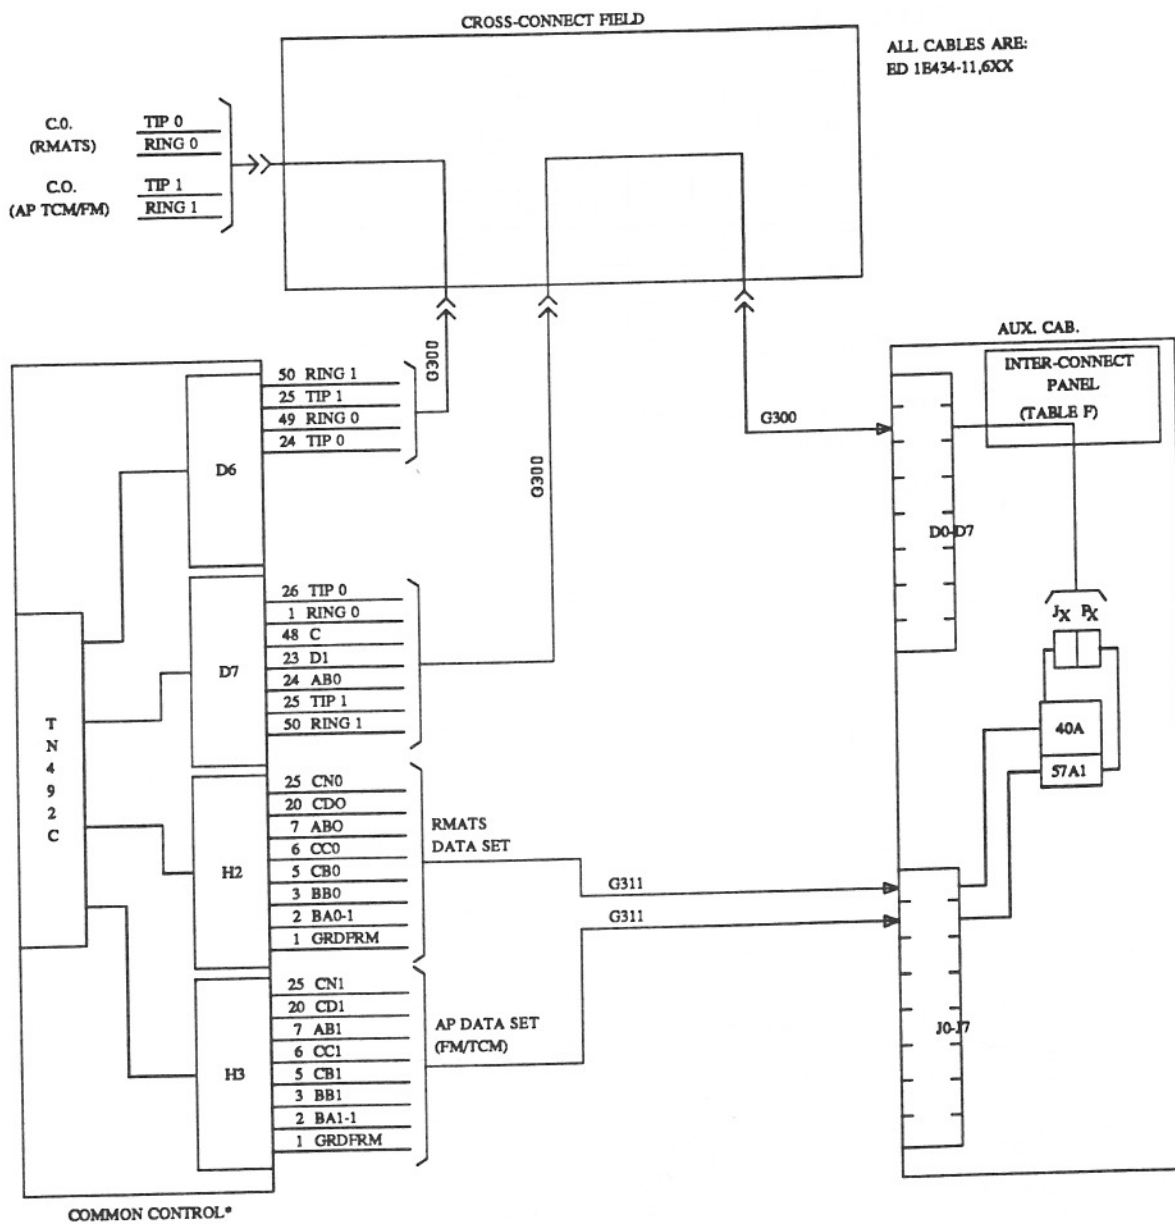 CROSS-CONNECT FIELD
ALL CABLES ARE:
ED 1E434-11,6XX
C.O.
(RMATS)
TIP 0
RING 0
C.O.
(AP TCM/FM)
TIP 1
RING 1
G300
G300
G300
50 RING 1
25 TIP 1
49 RING 0
24 TIP 0
D6
26 TIP 0
1 RING 0
48 C
23 D1
24 AB0
25 TIP 1
50 RING 1
D7
TN492C
25 CN0
20 CDO
7 ABO
6 CC0
5 CB0
3 BB0
2 BA0-1
1 GRDFRM
H2
RMATS
DATA SET
G311
25 CN1
20 CD1
7 AB1
6 CC1
5 CB1
3 BB1
2 BA1-1
1 GRDFRM
H3
AP DATA SET
(FM/TCM)
G311
COMMON CONTROL*
AUX. CAB.
INTER-CONNECT
PANEL
(TABLE F)
D0-D7
JX PX
40A
57A1
J0-J7